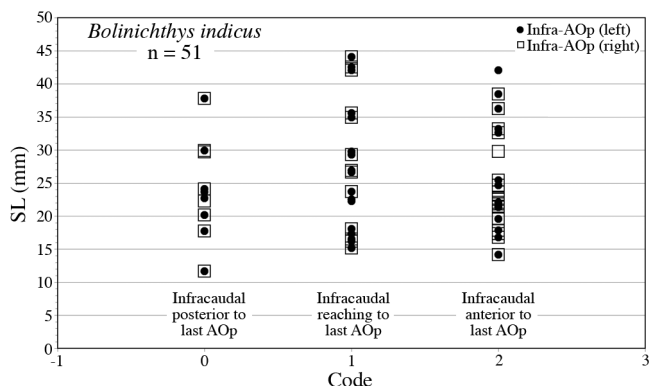 50
45
40
35
30
25
20
15
10
5
0
SL (mm)
Bolinichthys indicus
n = 51
Infra-AOp (left)
Infra-AOp (right)
Infracaudal
posterior to
last AOp
Infracaudal
reaching to
last AOp
Infracaudal
anterior to
last AOp
-1 0 1 2 3
Code